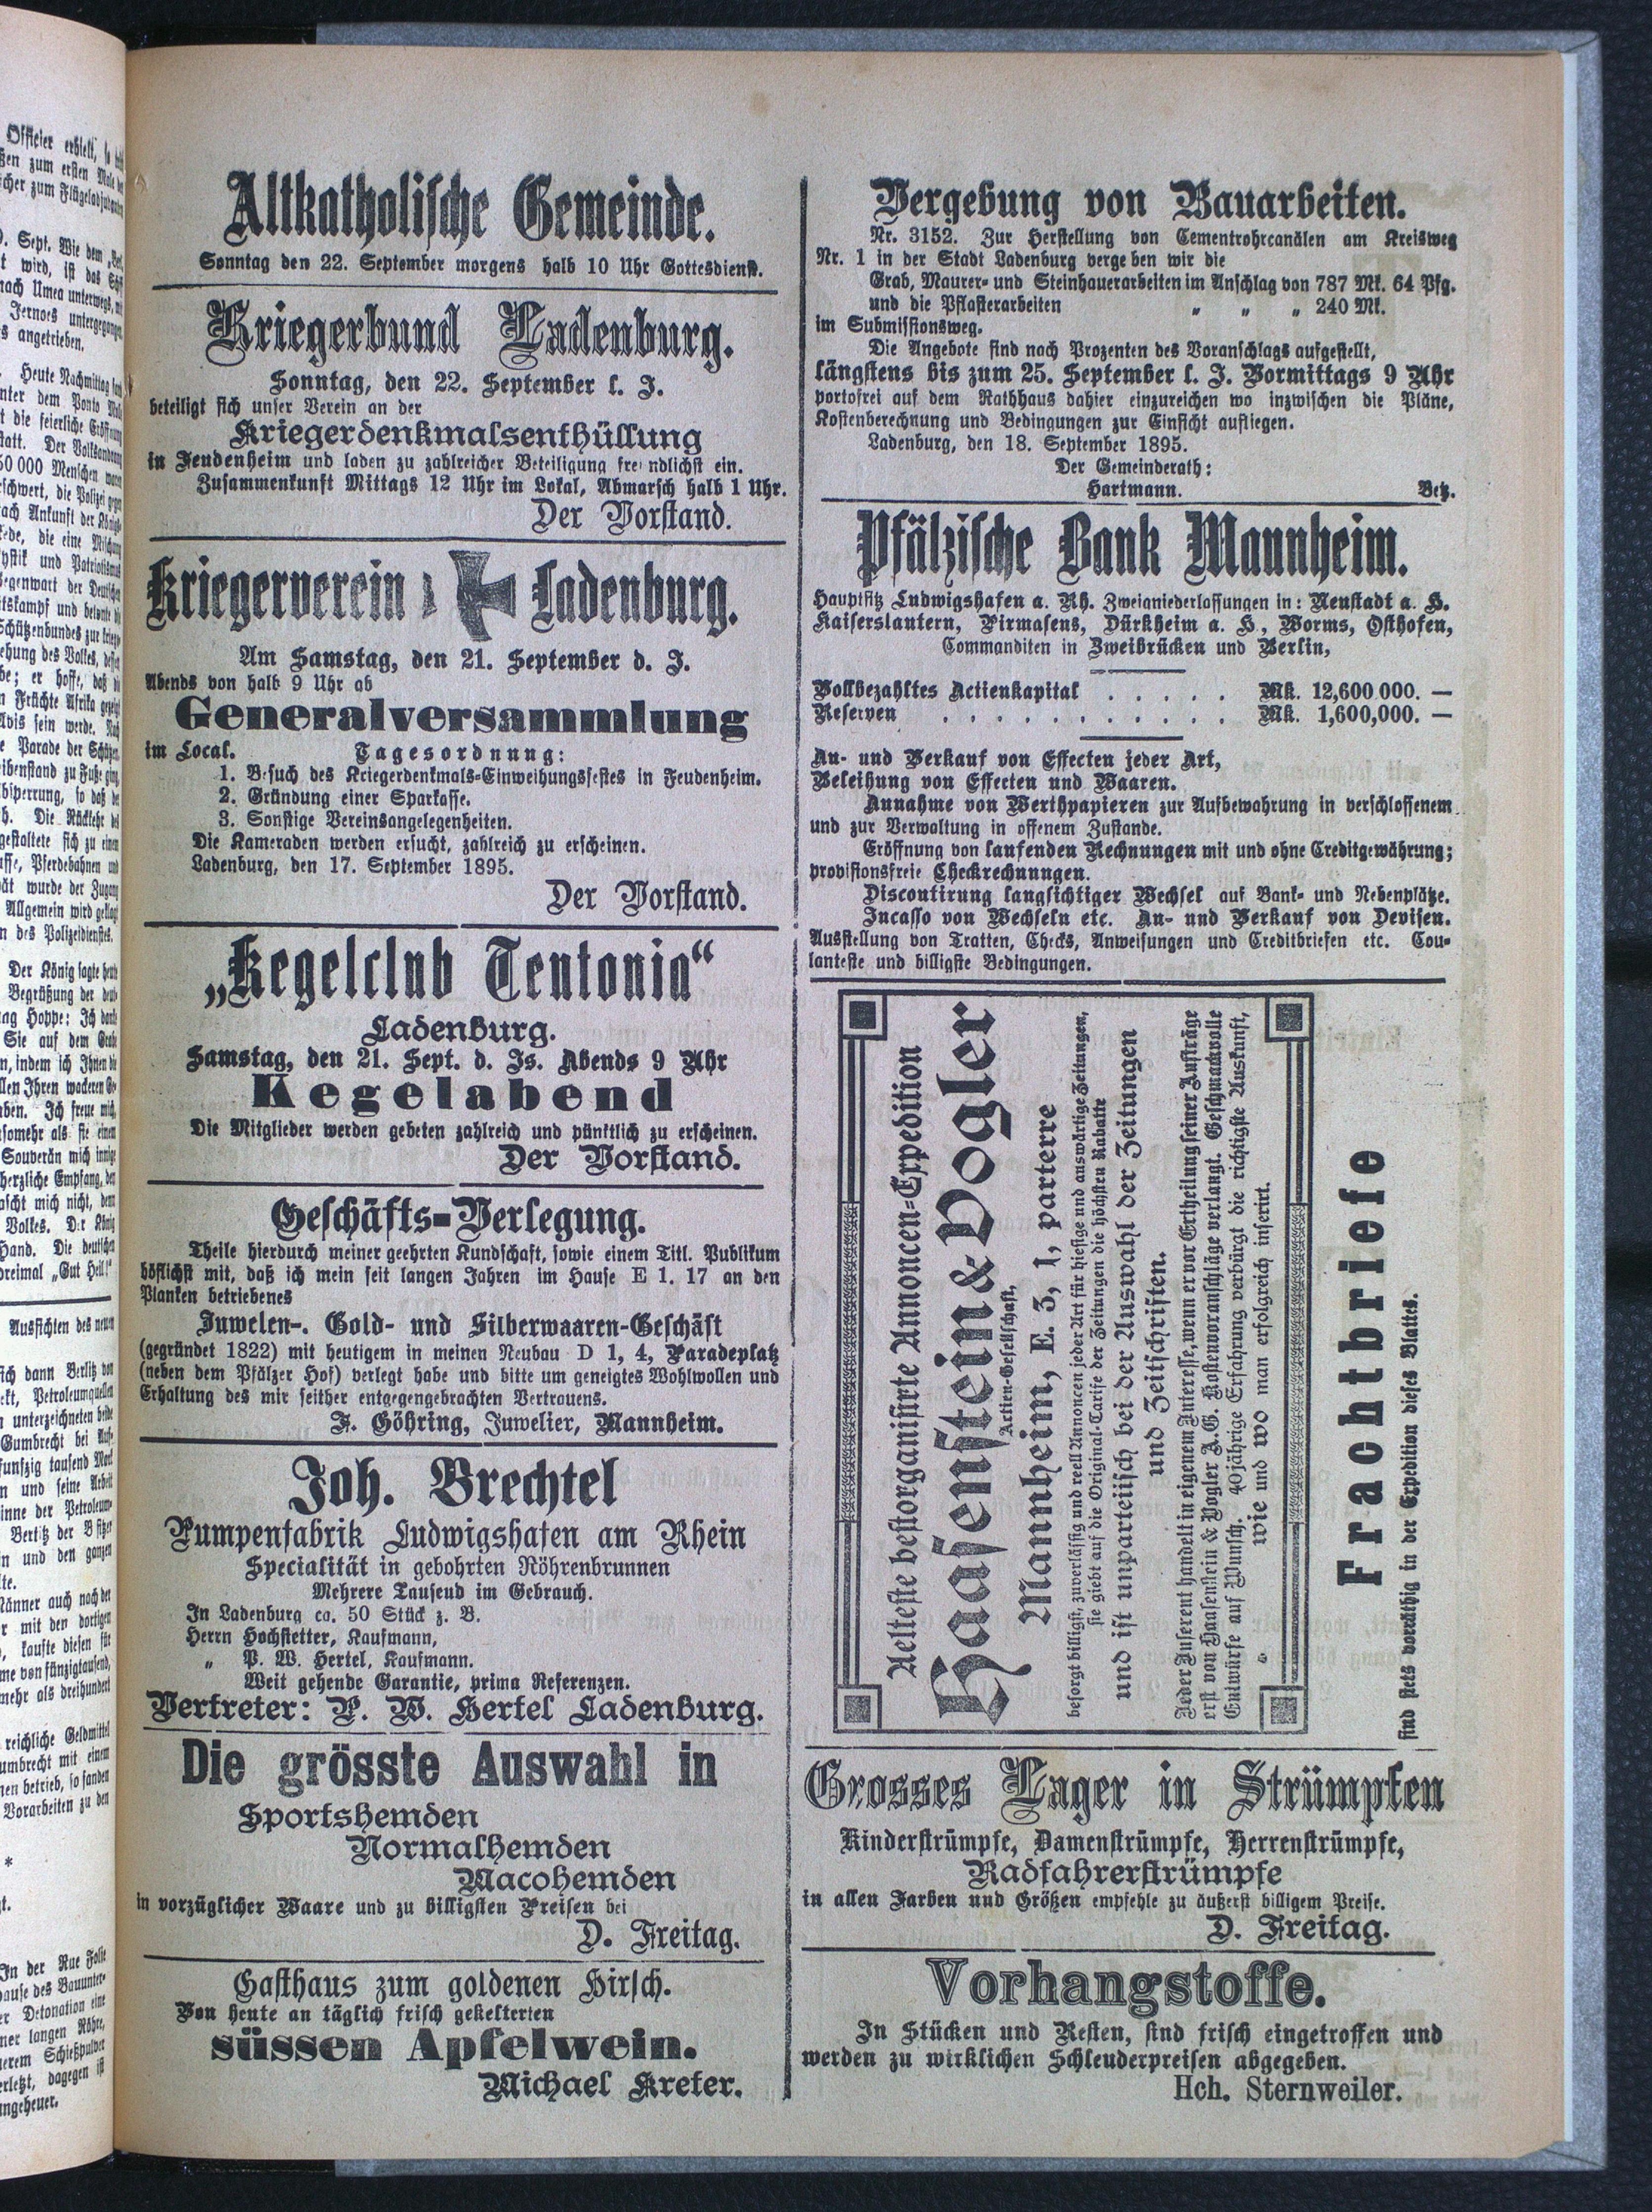 Altkatholische Gemeinde.
Sonntag den 22. September morgens halb 10 Uhr Gottesdienst.
Kriegerbund Ladenburg.
Sonntag, den 22. September l. J.
beteiligt sich unser Verein an der
Kriegerdenkmalsenthüllung
in Feudenheim und laden zu zahlreicher Beteiligung freundlichst ein.
Zusammenkunft Mittags 12 Uhr im Lokal, Abmarsch halb 1 Uhr.
Der Vorstand.
Kriegerverein Ladenburg.
Am Samstag, den 21. September d. J.
Abends von halb 9 Uhr ab
Generalversammlung
im Local. Tagesordnung:
1. Besuch des Kriegerdenkmals-Einweihungsfestes in Feudenheim.
2. Gründung einer Sparkasse.
3. Sonstige Vereinsangelegenheiten.
Die Kameraden werden ersucht, zahlreich zu erscheinen.
Ladenburg, den 17. September 1895.
Der Vorstand.
„Kegelclub Teutonia“
Ladenburg.
Samstag, den 21. Sept. d. Js. Abends 9 Uhr
Kegelabend
Die Mitglieder werden gebeten zahlreich und pünktlich zu erscheinen.
Der Vorstand.
Geschäfts-Verlegung.
Theile hierdurch meiner geehrten Kundschaft, sowie einem Titl. Publikum
höflichst mit, daß ich mein seit langen Jahren im Hause E 1. 17 an den
Planken betriebenes
Juwelen-. Gold- und Silberwaaren-Geschäft
(gegründet 1822) mit heutigem in meinen Neubau D 1, 4, Paradeplatz
(neben dem Pfälzer Hof) verlegt habe und bitte um geneigtes Wohlwollen und
Erhaltung des mir seither entgegengebrachten Vertrauens.
J. Göhring, Juwelier, Mannheim.
Joh. Brechtel
Pumpenfabrik Ludwigshafen am Rhein
Specialität in gebohrten Röhrenbrunnen
Mehrere Tausend im Gebrauch.
In Ladenburg ca. 50 Stück z. B.
Herrn Hochstetter, Kaufmann,
„ P. W. Hertel, Kaufmann.
Weit gehende Garantie, prima Referenzen.
Vertreter: P. W. Hertel Ladenburg.
Die grösste Auswahl in
Sportshemden
Normalhemden
Macohemden
in vorzüglicher Waare und zu billigsten Preisen bei
D. Freitag.
Gasthaus zum goldenen Hirsch.
Von heute an täglich frisch gekelterten
süssen Apfelwein.
Michael Kreter.
Vergebung von Bauarbeiten.
Nr. 3152. Zur Herstellung von Cementrohrcanälen am Kreisweg
Nr. 1 in der Stadt Ladenburg vergeben wir die
Grab, Maurer- und Steinhauerarbeiten im Anschlag von 787 Mk. 64 Pfg.
und die Pflasterarbeiten „ „ „ 240 Mk.
im Submissionsweg.
Die Angebote sind nach Prozenten des Voranschlags aufgestellt,
längstens bis zum 25. September l. J. Vormittags 9 Uhr
portofrei auf dem Rathhaus dahier einzureichen wo inzwischen die Pläne,
Kostenberechnung und Bedingungen zur Einsicht aufliegen.
Ladenburg, den 18. September 1895.
Der Gemeinderath:
Hartmann. Betz.
Pfälzische Bank Mannheim.
Hauptsitz Ludwigshafen a. Rh. Zweigniederlassungen in: Neustadt a. H.
Kaiserslautern, Pirmasens, Dürkheim a. H., Worms, Osthofen,
Commanditen in Zweibrücken und Berlin,
Vollbezahltes Actienkapital . . . . . Mk. 12,600 000. —
Reserven . . . . . . . . . . . Mk. 1,600,000. —
An- und Verkauf von Effecten jeder Art,
Beleihung von Effecten und Waaren.
Annahme von Werthpapieren zur Aufbewahrung in verschlossenem
und zur Verwaltung in offenem Zustande.
Eröffnung von laufenden Rechnungen mit und ohne Creditgewährung;
provisionsfreie Checkrechnungen.
Discontirung langsichtiger Wechsel auf Bank- und Nebenplätze.
Incasso von Wechseln etc. An- und Verkauf von Devisen.
Ausstellung von Tratten, Checks, Anweisungen und Creditbriefen etc. Cou-
lanteste und billigste Bedingungen.
Aelteste bestorganisirte Annoncen-Expedition
Haasenstein & Vogler
Actien-Gesellschaft,
Mannheim, E. 3, 1, parterre
besorgt billigst, zuverlässig und reell Annoncen jeder Art für hiesige und auswärtige Zeitungen,
sie giebt auf die Original-Tarife der Zeitungen die höchsten Rabatte
und ist unparteiisch bei der Auswahl der Zeitungen
und Zeitschriften.
Jeder Inserent handelt in eigenem Interesse, wenn er vor Ertheilung seiner Aufträge
erst von Haasenstein & Vogler A.G. Kostenvoranschläge verlangt. Geschmackvolle
Entwürfe auf Wunsch. 40jährige Erfahrung verbürgt die richtigste Auskunft,
wie und wo man erfolgreich inserirt.
Frachtbriefe
sind stets vorräthig in der Expedition dieses Blattes.
Grosses Lager in Strümpfen
Kinderstrümpfe, Damenstrümpfe, Herrenstrümpfe,
Radfahrerstrümpfe
in allen Farben und Größen empfehle zu äußerst billigem Preise.
D. Freitag.
Vorhangstoffe.
In Stücken und Resten, sind frisch eingetroffen und
werden zu wirklichen Schleuderpreisen abgegeben.
Hch. Sternweiler.